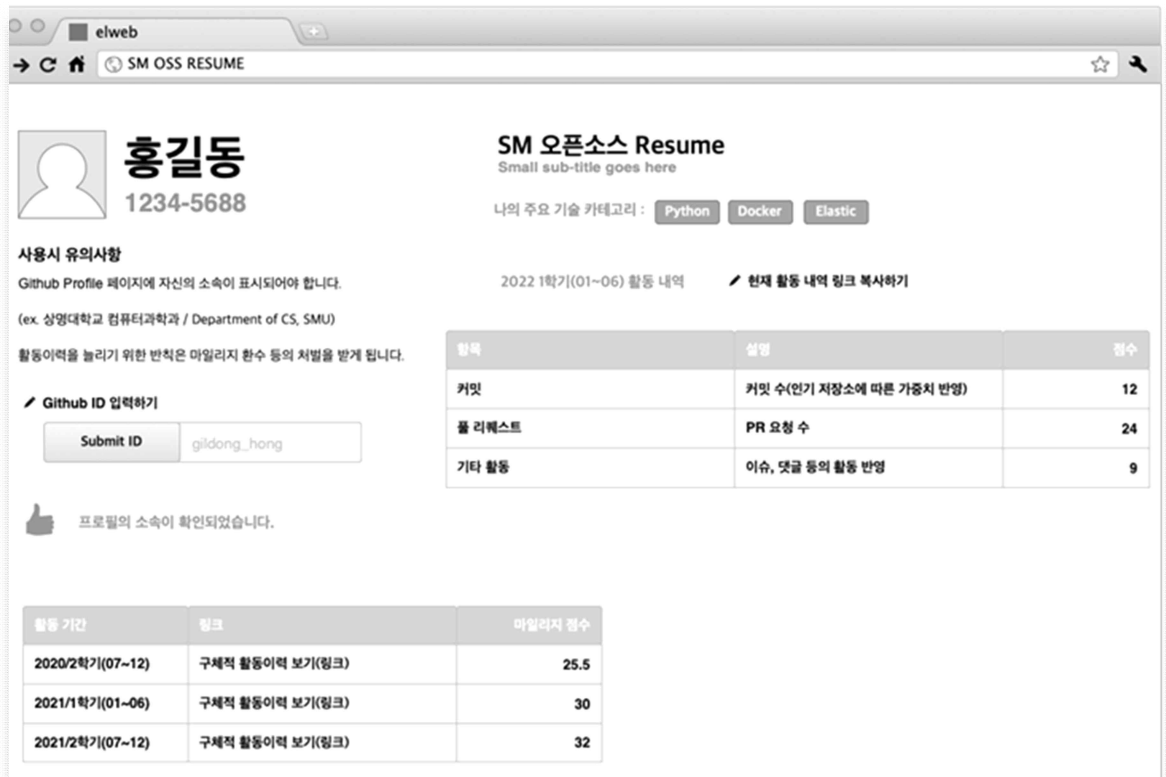 elweb
SM OSS RESUME
홍길동
1234-5688
사용시 유의사항
Github Profile 페이지에 자신의 소속이 표시되어야 합니다.
(ex. 상명대학교 컴퓨터과학과 / Department of CS, SMU)
활동이력을 늘리기 위한 반칙은 마일리지 환수 등의 처벌을 받게 됩니다.
Github ID 입력하기
Submit ID gildong_hong
프로필의 소속이 확인되었습니다.
SM 오픈소스 Resume
Small sub-title goes here
나의 주요 기술 카테고리 : Python Docker Elastic
2022 1학기(01~06) 활동 내역 현재 활동 내역 링크 복사하기
항목 설명 점수
커밋 커밋 수(인기 저장소에 따른 가중치 반영) 12
풀 리퀘스트 PR 요청 수 24
기타 활동 이슈, 댓글 등의 활동 반영 9
활동 기간 링크 마일리지 점수
2020/2학기(07~12) 구체적 활동이력 보기(링크) 25.5
2021/1학기(01~06) 구체적 활동이력 보기(링크) 30
2021/2학기(07~12) 구체적 활동이력 보기(링크) 32